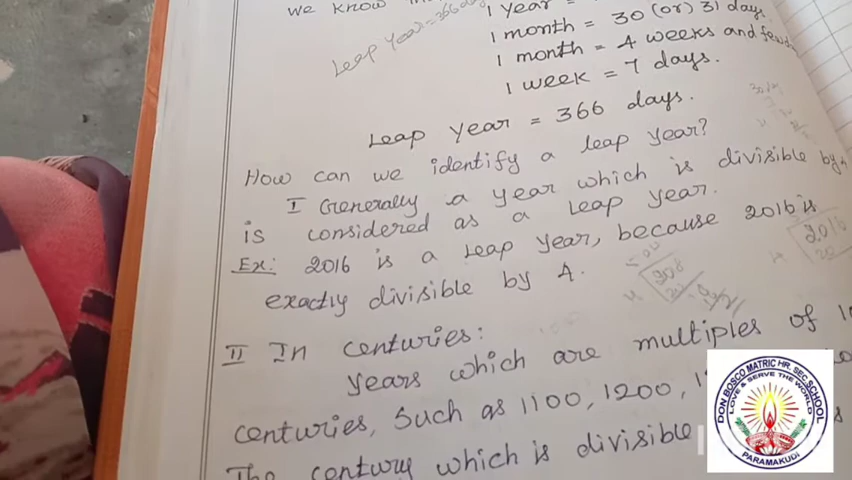 we know
Leap year = 366 days
1 year =
1 month = 30 (or) 31 days.
1 month = 4 weeks and few
1 week = 7 days.
Leap Year = 366 days.
How can we identify a leap year?
I Generally a year which is divisible by 4
is considered as a leap year.
Ex: 2016 is a leap year, because 2016 is
exactly divisible by 4.
II In centuries:
Years which are multiples of
centuries, such as 1100, 1200,
The century which is divisible
DON BOSCO MATRIC HR. SEC SCHOOL
LOVE & SERVE THE WORLD
PARAMAKUDI